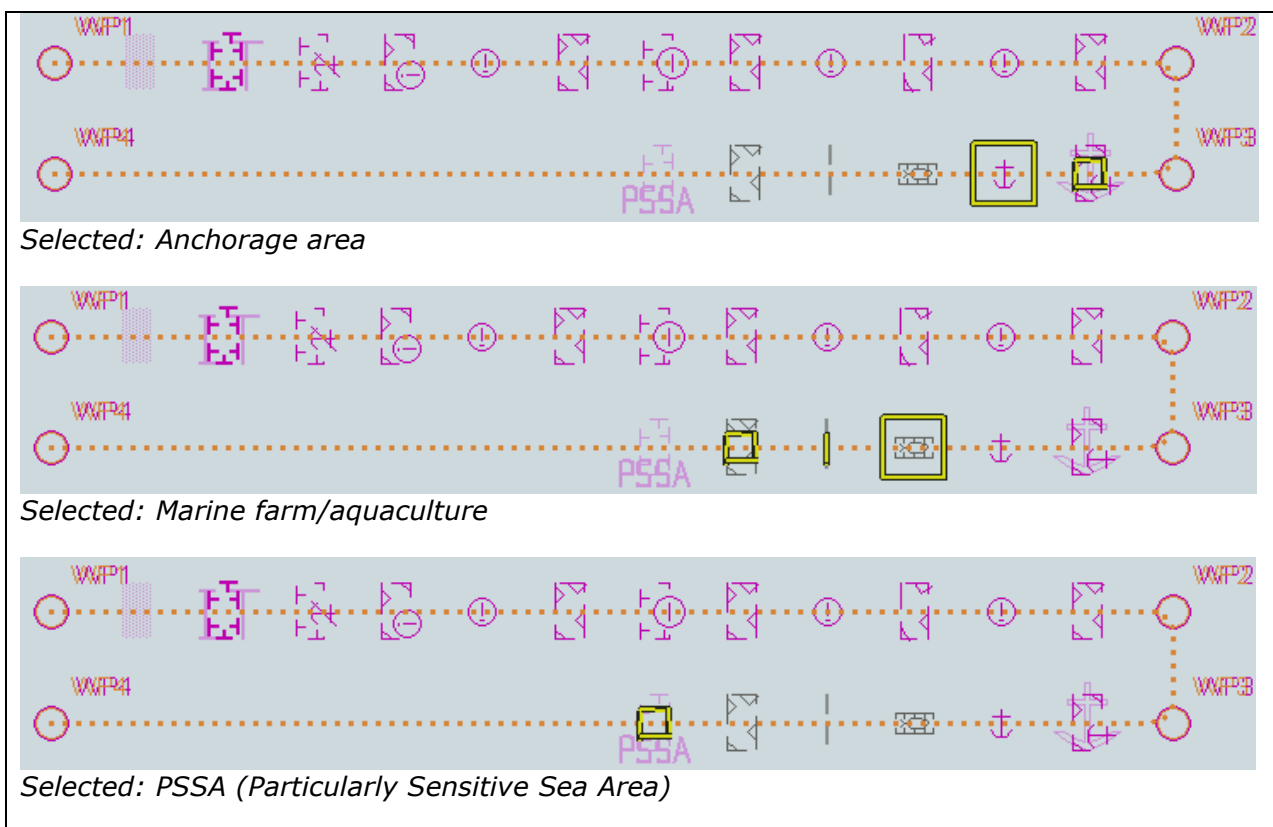 WP1 WP2
WP4 WP3
PSSA
Selected: Anchorage area
WP1 WP2
WP4 WP3
PSSA
Selected: Marine farm/aquaculture
WP1 WP2
WP4 WP3
PSSA
Selected: PSSA (Particularly Sensitive Sea Area)